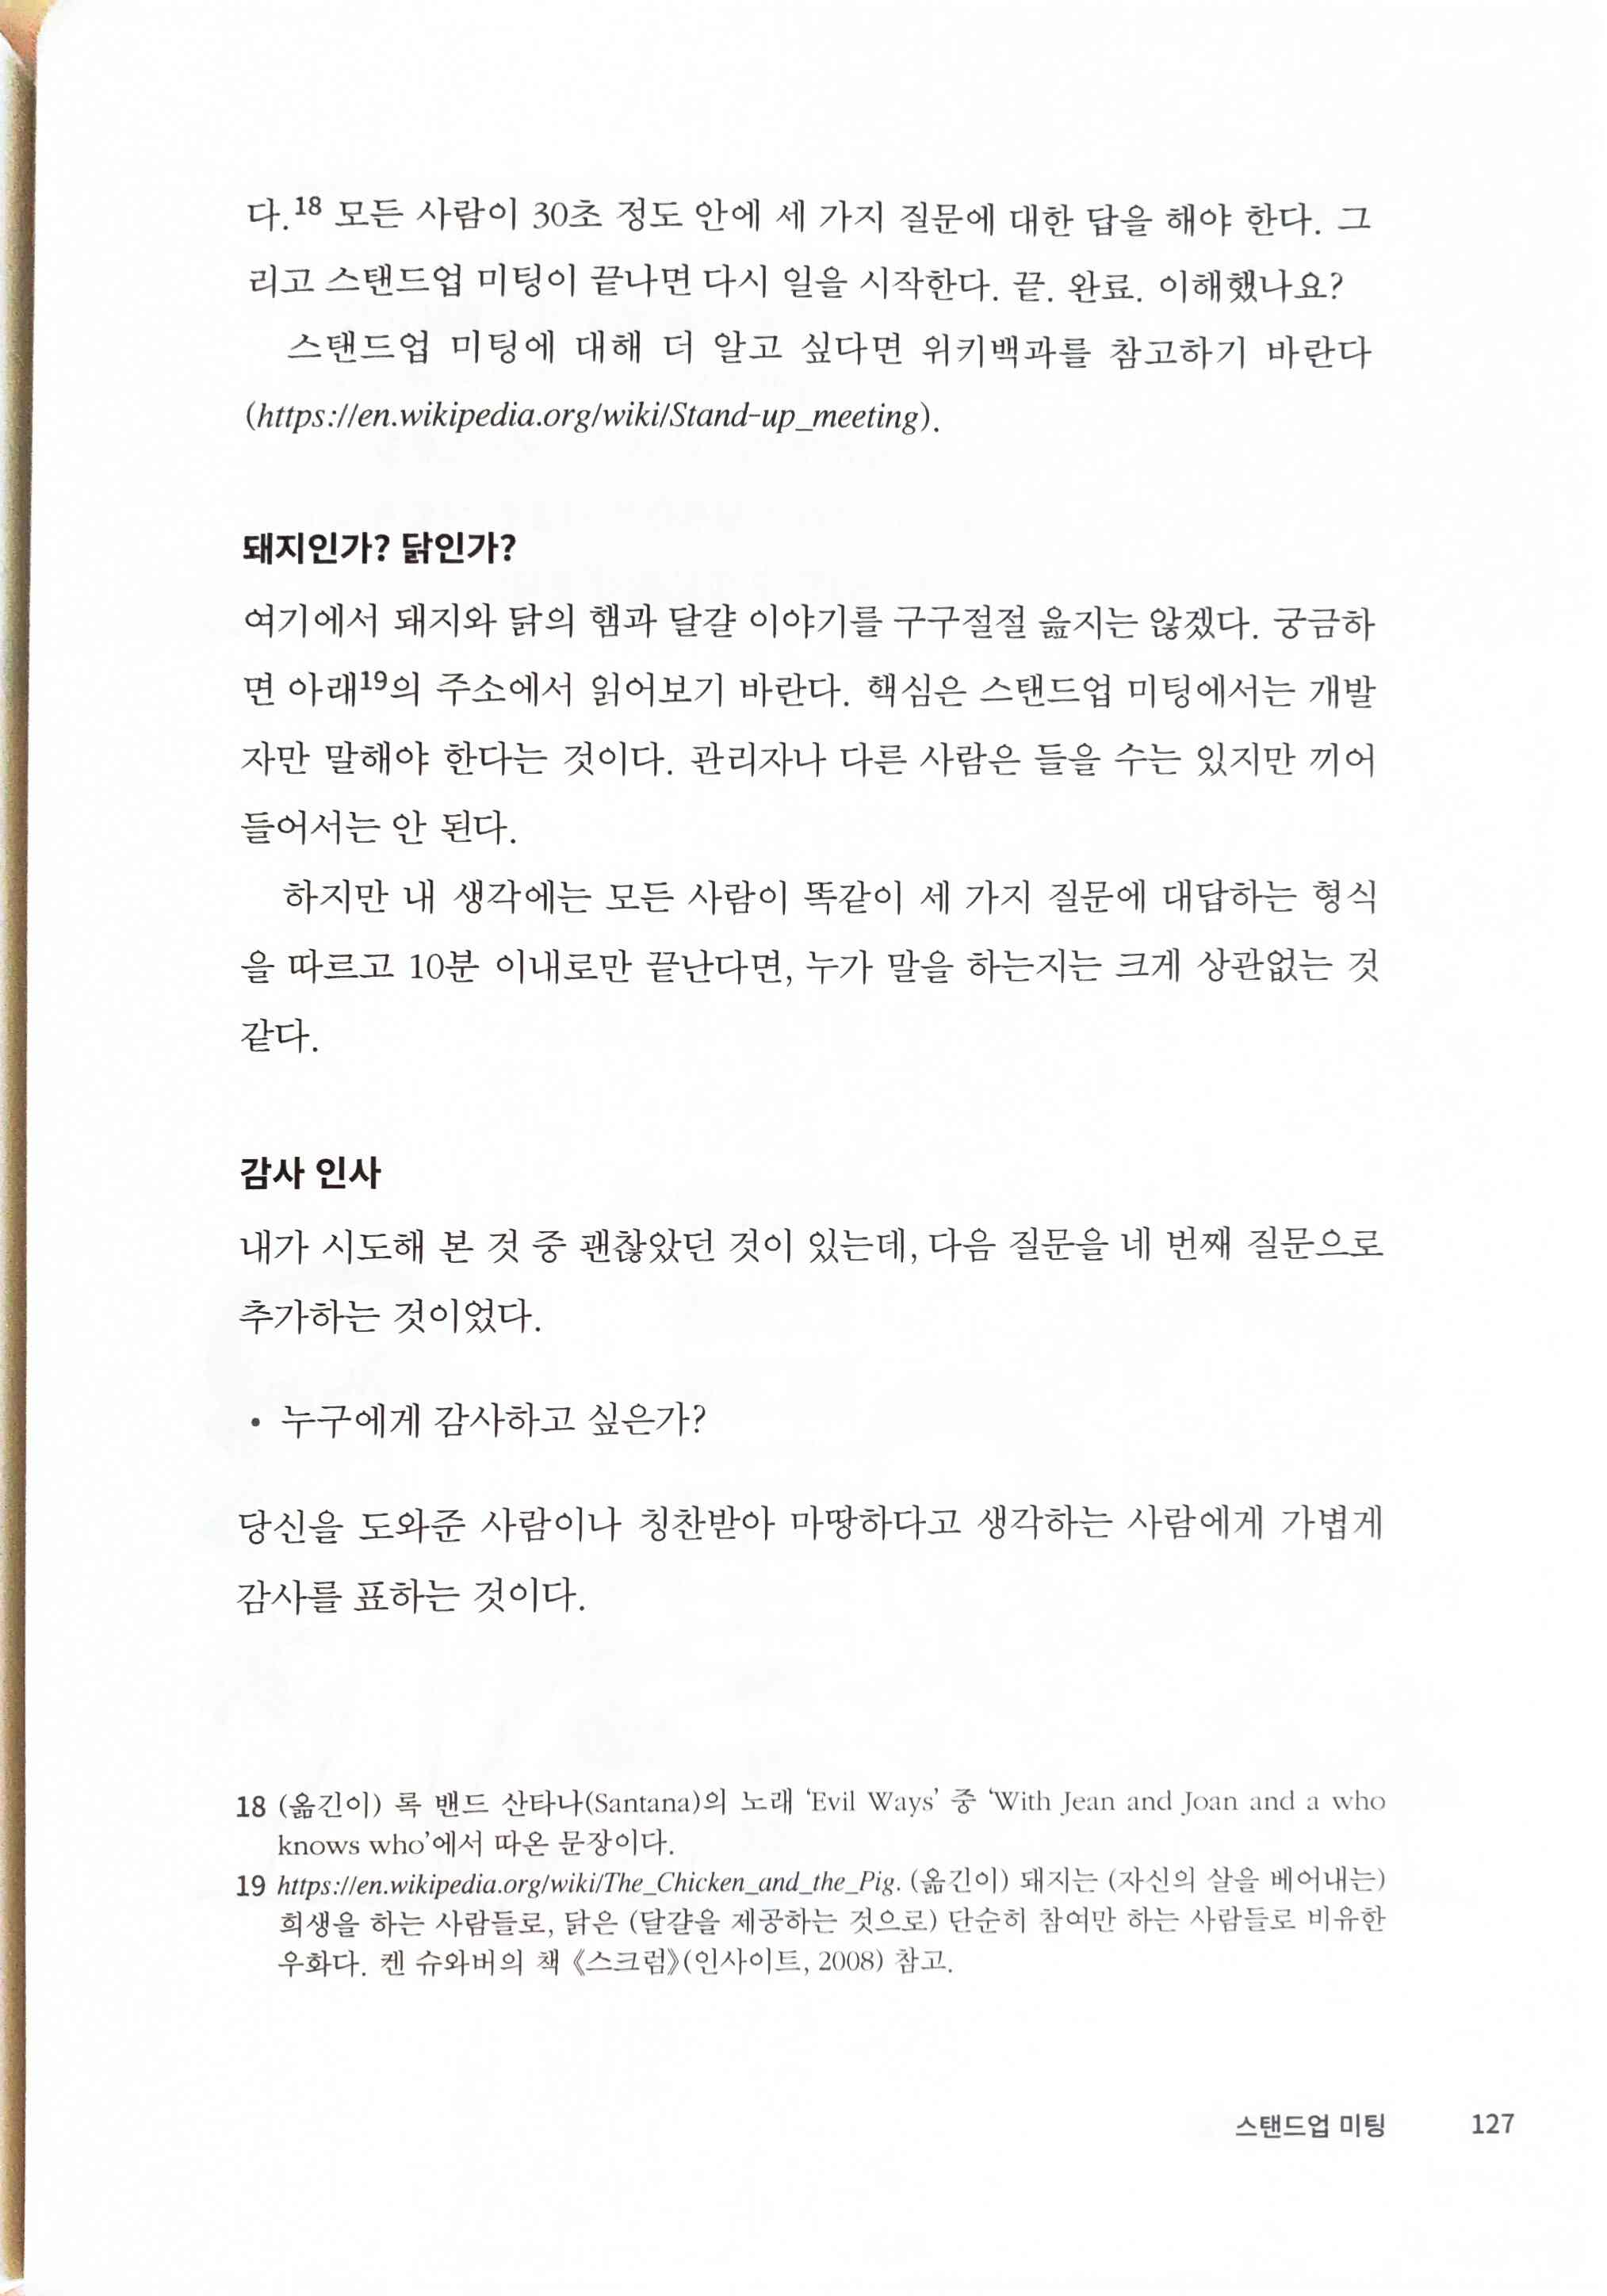 다.18 모든 사람이 30초 정도 안에 세 가지 질문에 대한 답을 해야 한다. 그
리고 스탠드업 미팅이 끝나면 다시 일을 시작한다. 끝. 완료. 이해했나요?
스탠드업 미팅에 대해 더 알고 싶다면 위키백과를 참고하기 바란다
(https://en.wikipedia.org/wiki/Stand-up_meeting).
돼지인가? 닭인가?
여기에서 돼지와 닭의 햄과 달걀 이야기를 구구절절 읊지는 않겠다. 궁금하
면 아래19의 주소에서 읽어보기 바란다. 핵심은 스탠드업 미팅에서는 개발
자만 말해야 한다는 것이다. 관리자나 다른 사람은 들을 수는 있지만 끼어
들어서는 안 된다.
하지만 내 생각에는 모든 사람이 똑같이 세 가지 질문에 대답하는 형식
을 따르고 10분 이내로만 끝난다면, 누가 말을 하는지는 크게 상관없는 것
같다.
감사 인사
내가 시도해 본 것 중 괜찮았던 것이 있는데, 다음 질문을 네 번째 질문으로
추가하는 것이었다.
• 누구에게 감사하고 싶은가?
당신을 도와준 사람이나 칭찬받아 마땅하다고 생각하는 사람에게 가볍게
감사를 표하는 것이다.
18 (옮긴이) 록 밴드 산타나(Santana)의 노래 ‘Evil Ways’ 중 ‘With Jean and Joan and a who
knows who’에서 따온 문장이다.
19 https://en.wikipedia.org/wiki/The_Chicken_and_the_Pig. (옮긴이) 돼지는 (자신의 살을 베어내는)
희생을 하는 사람들로, 닭은 (달걀을 제공하는 것으로) 단순히 참여만 하는 사람들로 비유한
우화다. 켄 슈와버의 책 《스크럼》(인사이트, 2008) 참고.
스탠드업 미팅 127